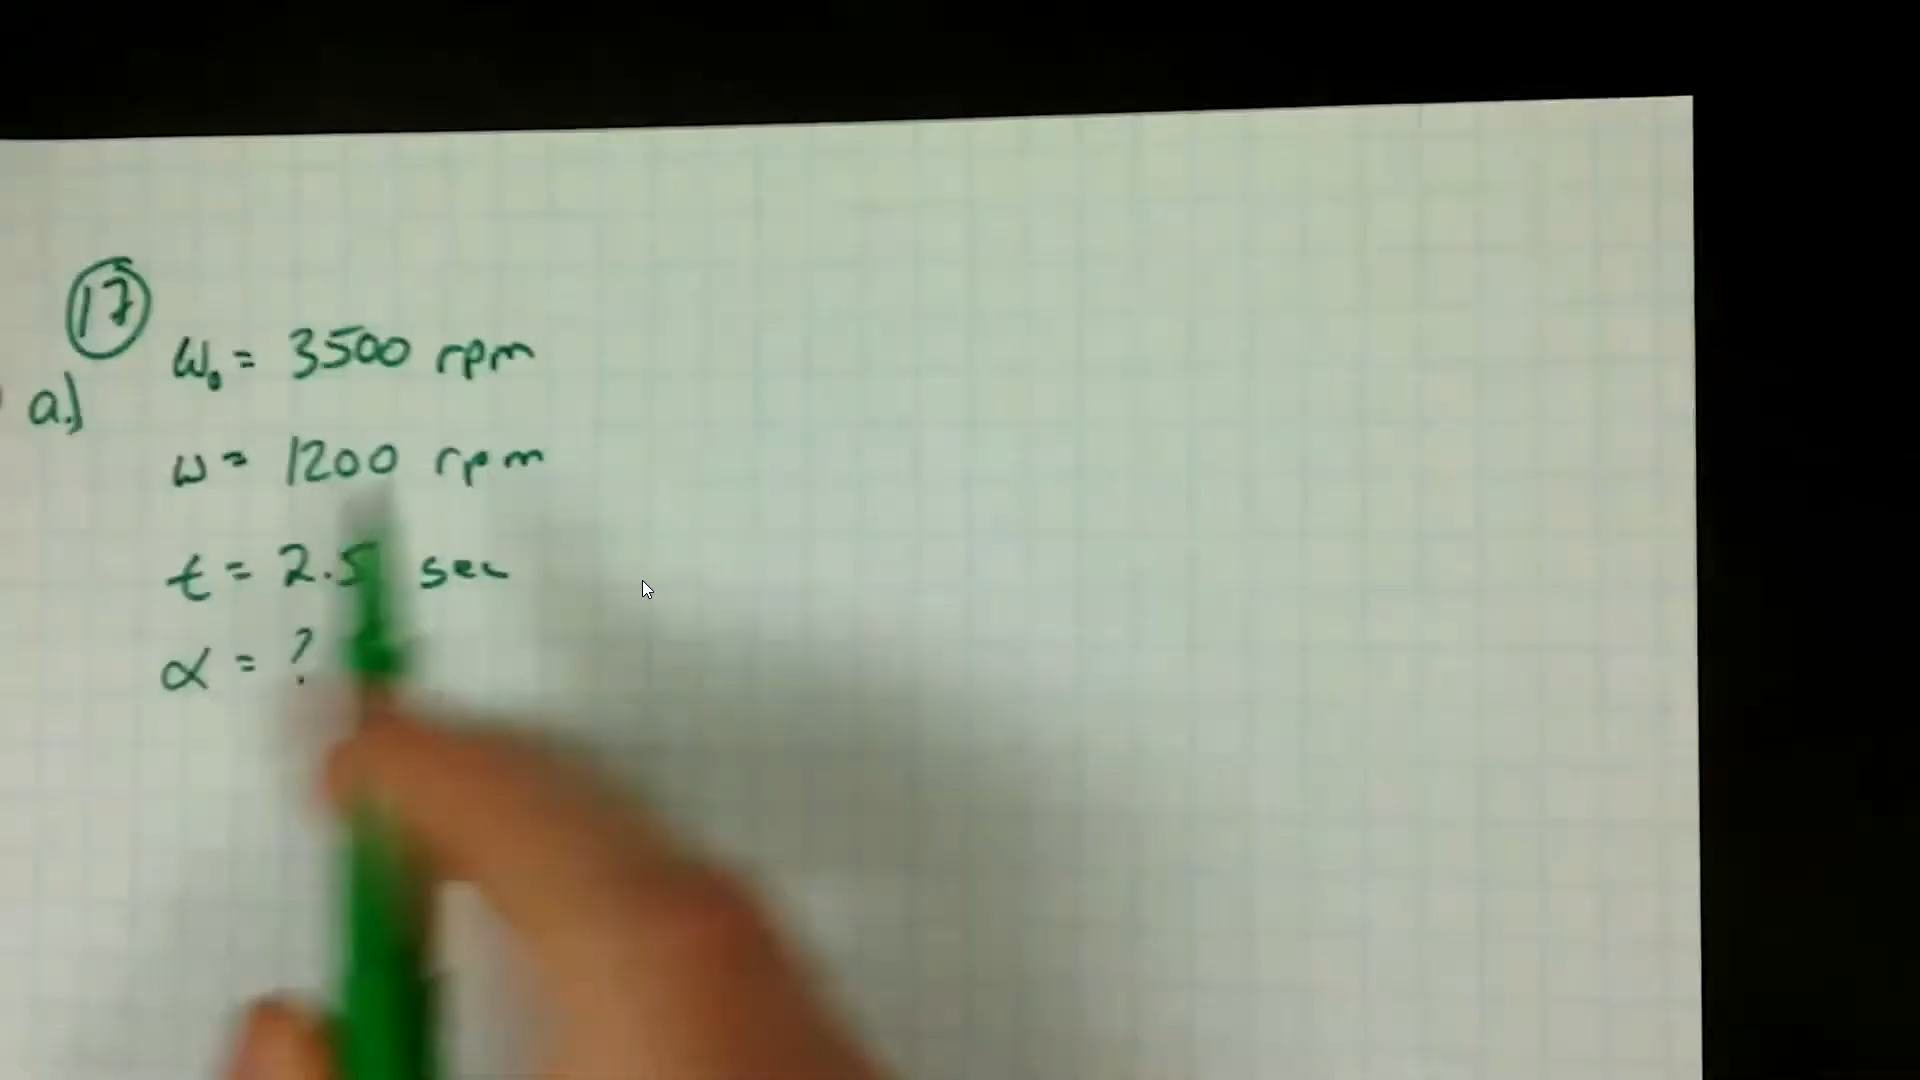 17
ω₀ = 3500 rpm
a.)
ω = 1200 rpm
t = 2.5 sec
α = ?